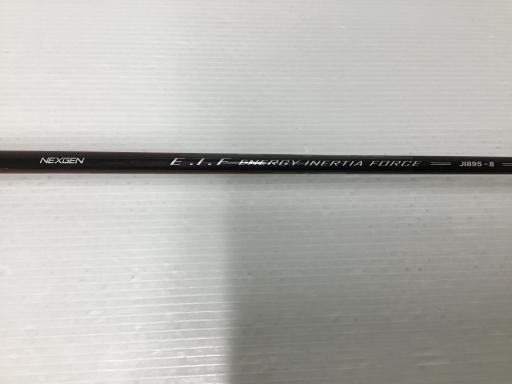 NEXGEN E.I.F ENERGY INERTIA FORCE JI895-B